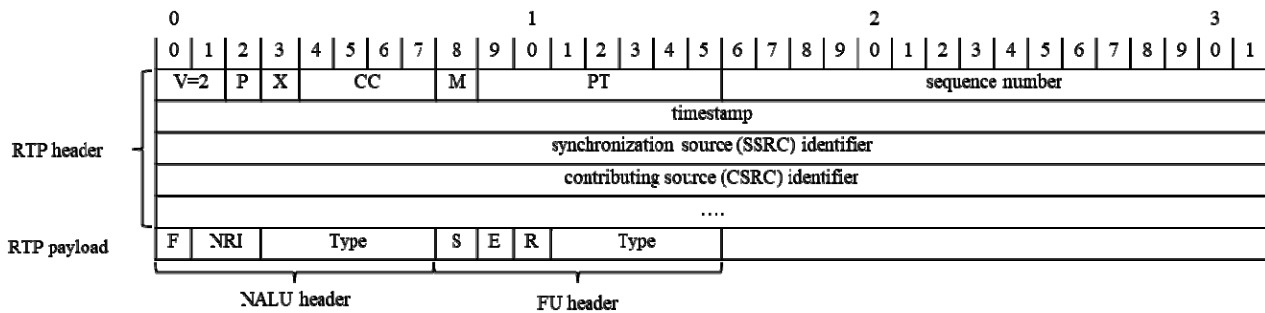 0 1 2 3
0 1 2 3 4 5 6 7 8 9 0 1 2 3 4 5 6 7 8 9 0 1 2 3 4 5 6 7 8 9 0 1
V=2 P X CC M PT sequence number
timestamp
RTP header
synchronization source (SSRC) identifier
contributing source (CSRC) identifier
....
RTP payload F NRI Type S E R Type
NALU header FU header